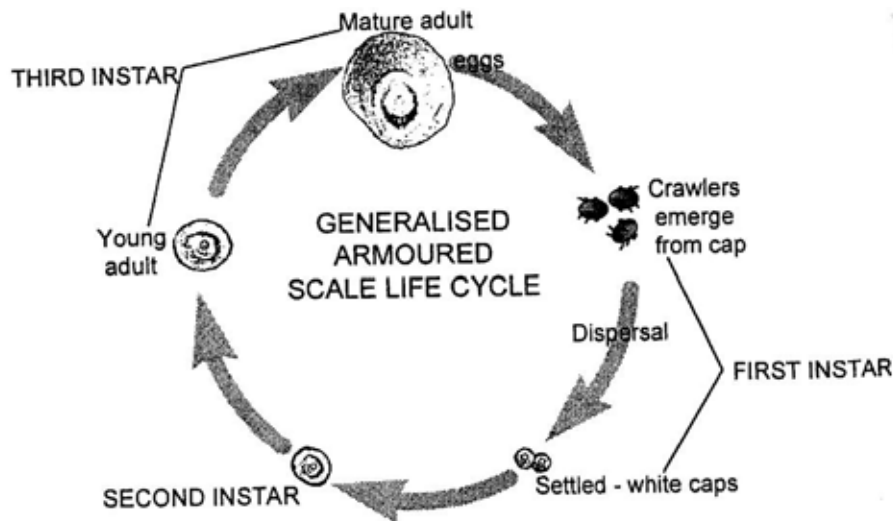 Mature adult
eggs
THIRD INSTAR
Crawlers
emerge
from cap
GENERALISED
ARMOURED
SCALE LIFE CYCLE
Young
adult
Dispersal
FIRST INSTAR
Settled - white caps
SECOND INSTAR